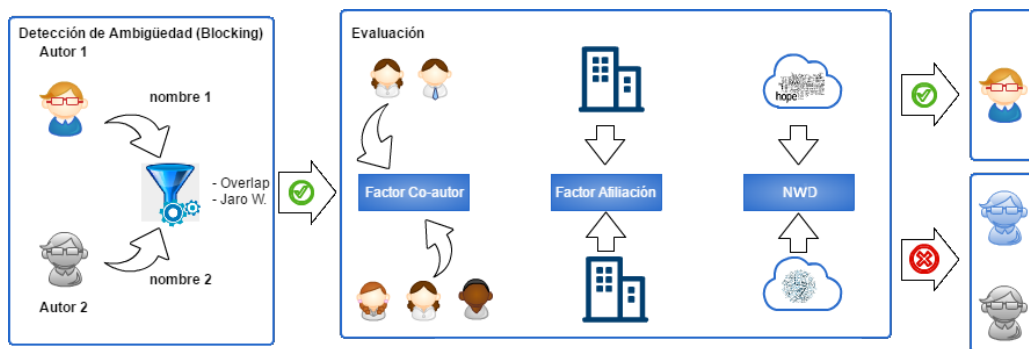 Detección de Ambigüedad (Blocking)
Autor 1
nombre 1
- Overlap
- Jaro W.
nombre 2
Autor 2
Evaluación
hope
Factor Co-autor
Factor Afiliación
NWD